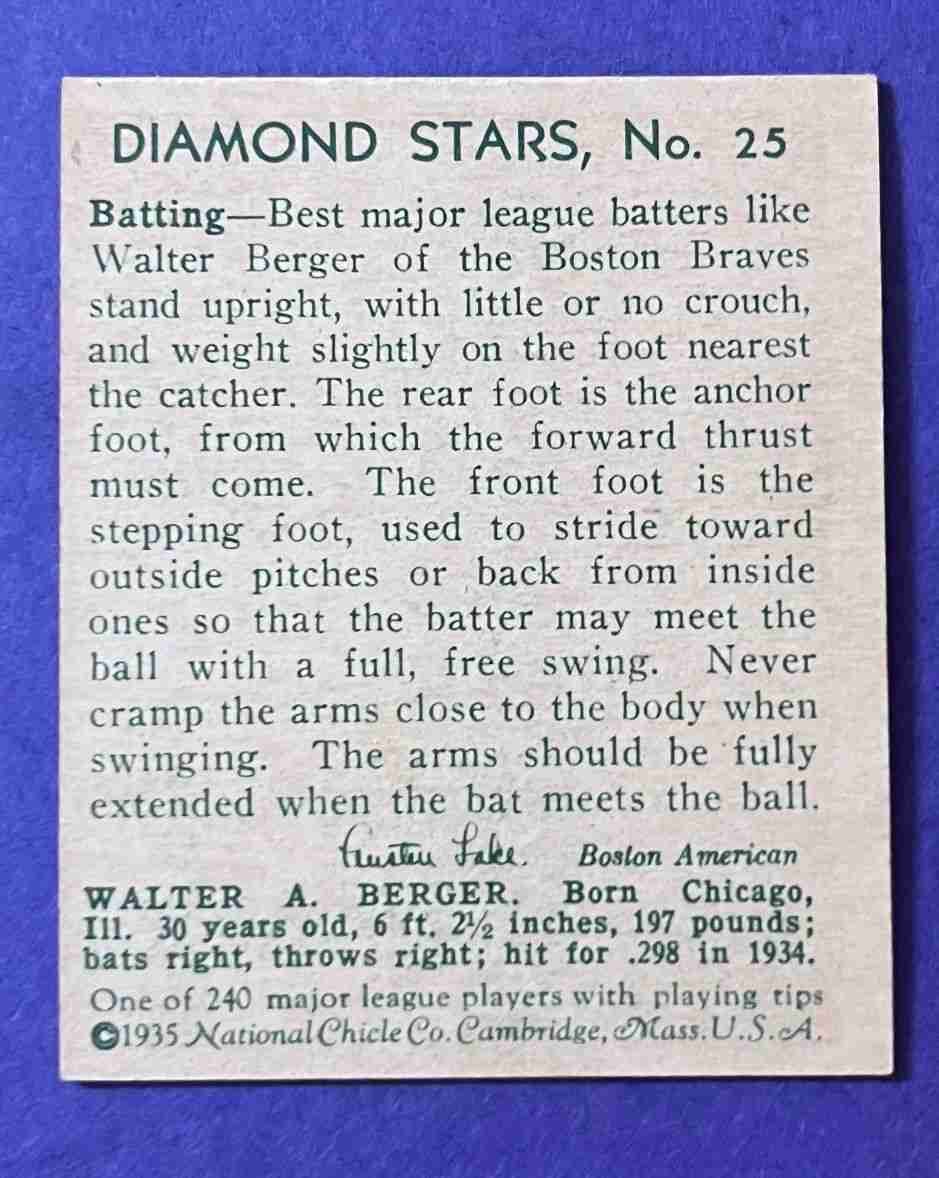 DIAMOND STARS, No. 25
Batting—Best major league batters like
Walter Berger of the Boston Braves
stand upright, with little or no crouch,
and weight slightly on the foot nearest
the catcher. The rear foot is the anchor
foot, from which the forward thrust
must come. The front foot is the
stepping foot, used to stride toward
outside pitches or back from inside
ones so that the batter may meet the
ball with a full, free swing. Never
cramp the arms close to the body when
swinging. The arms should be fully
extended when the bat meets the ball.
Austen Lake. Boston American
WALTER A. BERGER. Born Chicago,
Ill. 30 years old, 6 ft. 2½ inches, 197 pounds;
bats right, throws right; hit for .298 in 1934.
One of 240 major league players with playing tips
©1935 National Chicle Co. Cambridge, Mass. U.S.A.